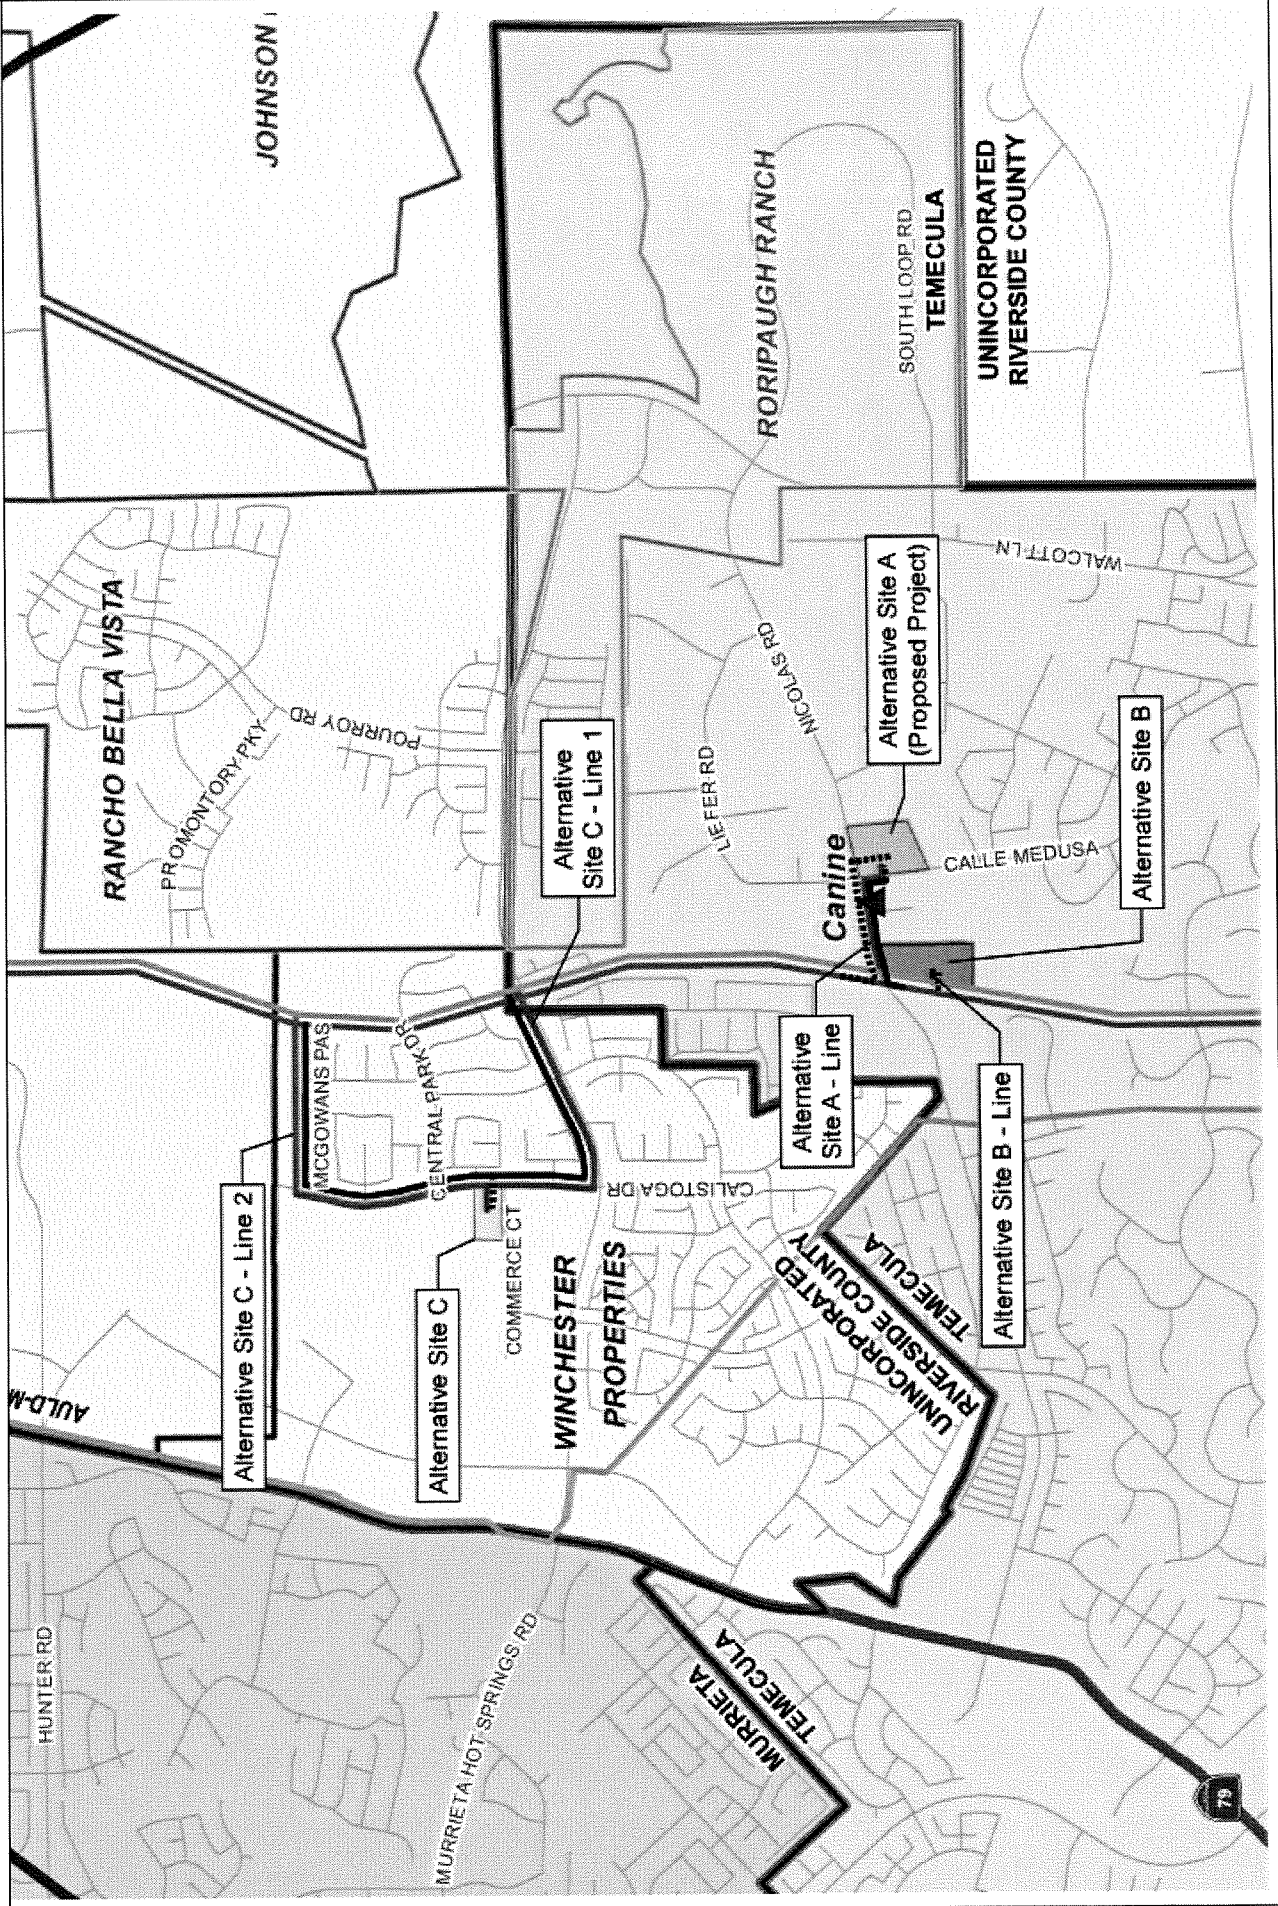 HUNTER RD
AULD-M
RANCHO BELLA VISTA
JOHNSON
PROMONTORY PKY
POURROY RD
Alternative Site C - Line 2
MCGOWANS PAS
CENTRAL PARK DR
Alternative Site C
COMMERCE CT
MURRIETA HOT SPRINGS RD
WINCHESTER
PROPERTIES
CALISTOGA DR
Alternative
Site C - Line 1
LIEFER RD
NICOLAS RD
RORIPAUGH RANCH
SOUTH LOOP RD
TEMECULA
UNINCORPORATED
RIVERSIDE COUNTY
MURRIETA
TEMECULA
UNINCORPORATED
RIVERSIDE COUNTY
TEMECULA
Alternative
Site A - Line
Canine
Alternative Site A
(Proposed Project)
WALCOTT LN
CALLE MEDUSA
Alternative Site B - Line
Alternative Site B
79